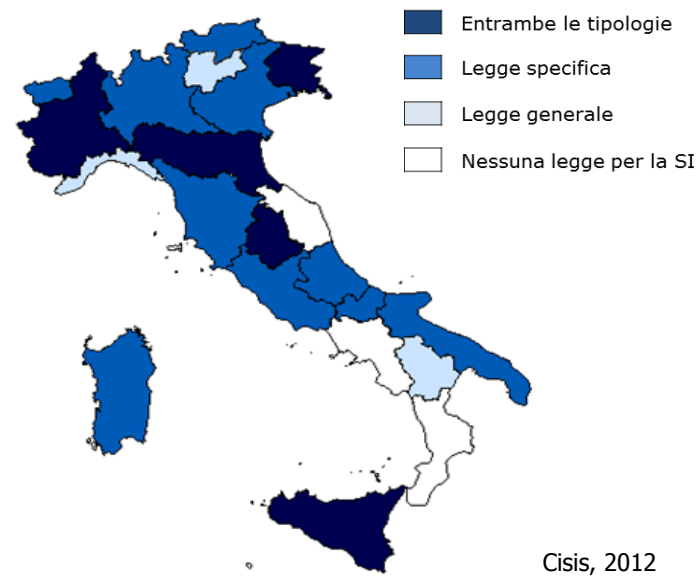 Entrambe le tipologie
Legge specifica
Legge generale
Nessuna legge per la SI
Cisis, 2012